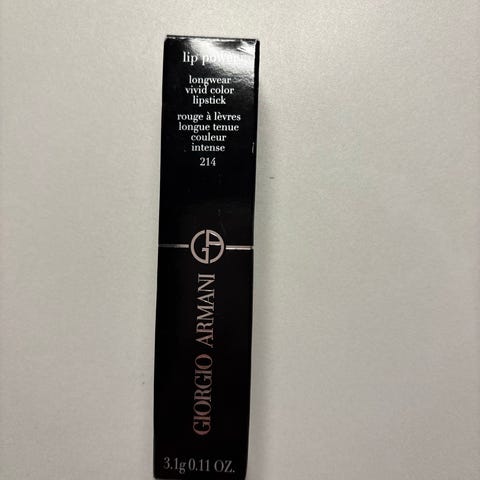 lip power
longwear
vivid color
lipstick
rouge à lèvres
longue tenue
couleur
intense
214
GA
GIORGIO ARMANI
3.1g 0.11 OZ.